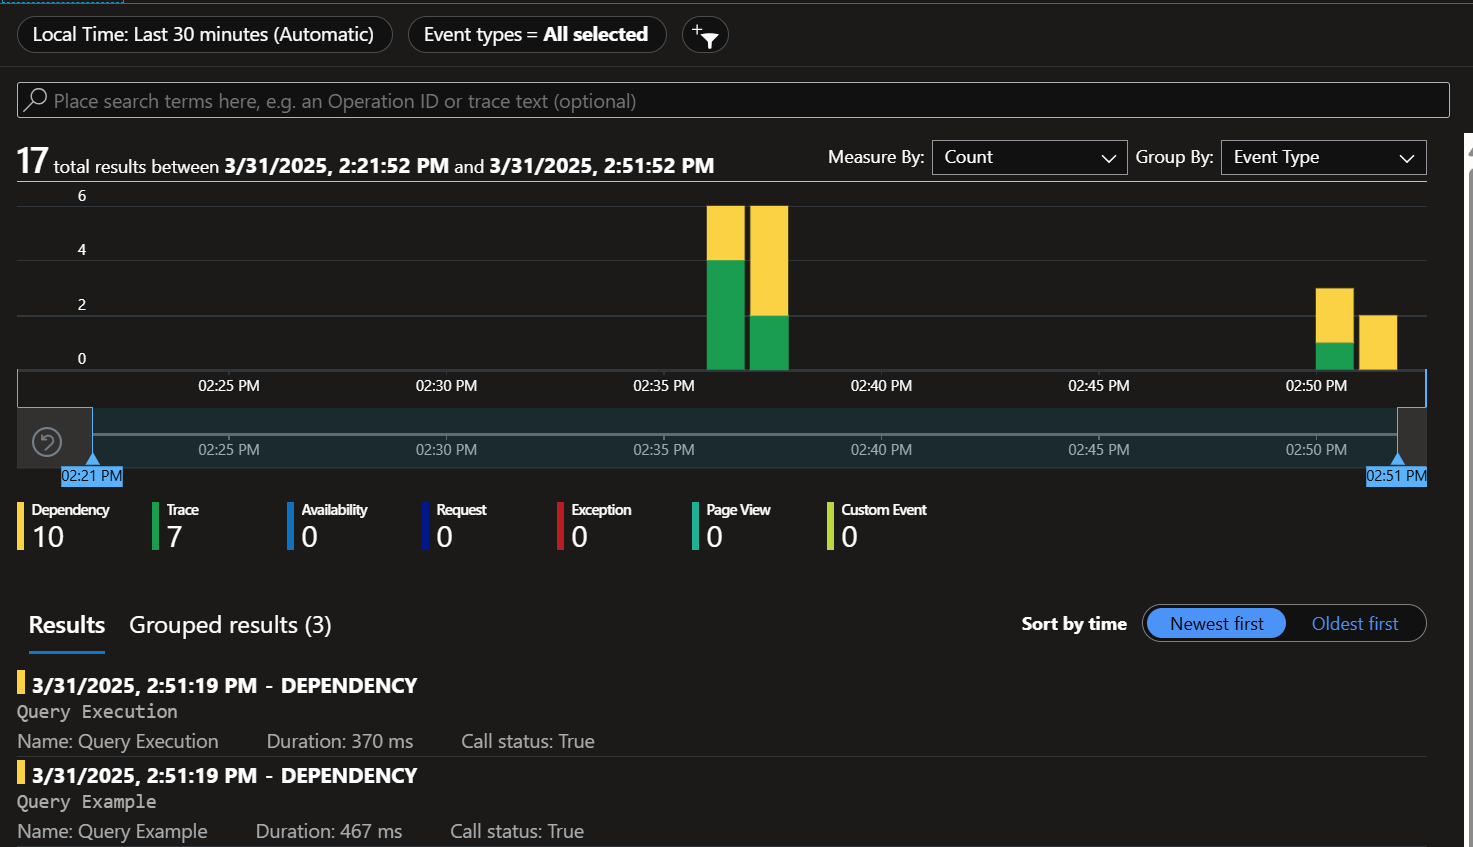 Local Time: Last 30 minutes (Automatic)
Event types = All selected
Place search terms here, e.g. an Operation ID or trace text (optional)
17 total results between 3/31/2025, 2:21:52 PM and 3/31/2025, 2:51:52 PM
Measure By: Count
Group By: Event Type
6
4
2
0
02:25 PM 02:30 PM 02:35 PM 02:40 PM 02:45 PM 02:50 PM
02:25 PM 02:30 PM 02:35 PM 02:40 PM 02:45 PM 02:50 PM
02:21 PM 02:51 PM
Dependency Trace Availability Request Exception Page View Custom Event
10 7 0 0 0 0 0
Results Grouped results (3) Sort by time Newest first Oldest first
3/31/2025, 2:51:19 PM - DEPENDENCY
Query Execution
Name: Query Execution Duration: 370 ms Call status: True
3/31/2025, 2:51:19 PM - DEPENDENCY
Query Example
Name: Query Example Duration: 467 ms Call status: True